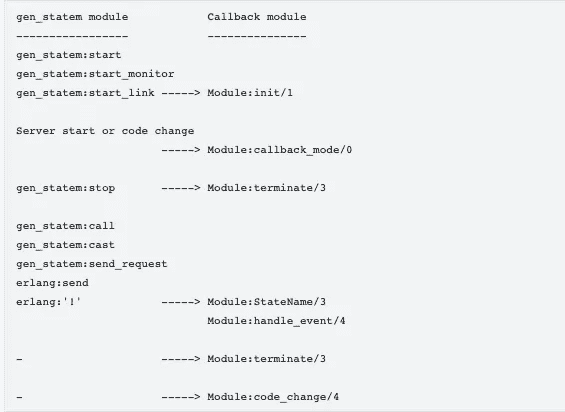 gen_statem module            Callback module
-----------------            ---------------
gen_statem:start
gen_statem:start_monitor
gen_statem:start_link -----> Module:init/1
Server start or code change
                      -----> Module:callback_mode/0
gen_statem:stop       -----> Module:terminate/3
gen_statem:call
gen_statem:cast
gen_statem:send_request
erlang:send
erlang:'!'            -----> Module:StateName/3
                             Module:handle_event/4
-                     -----> Module:terminate/3
-                     -----> Module:code_change/4